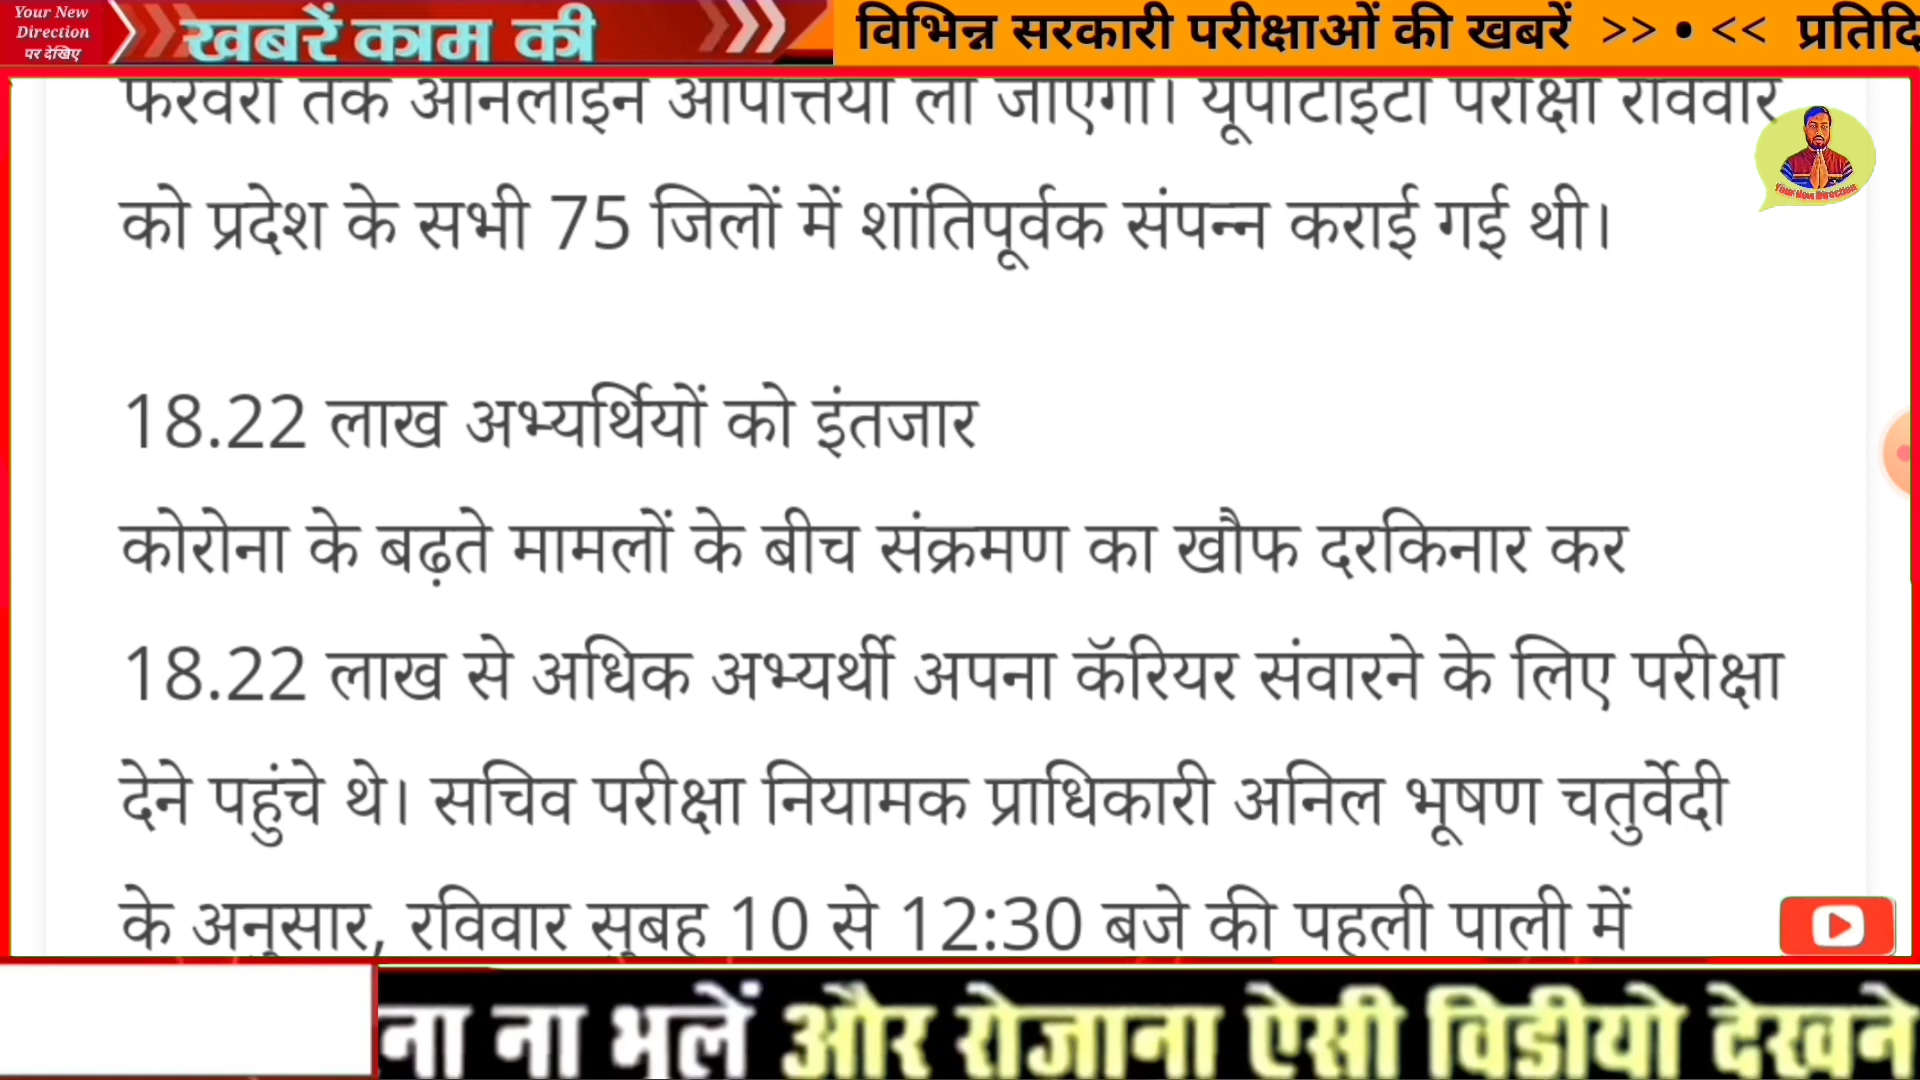 Your New
Direction
पर देखिए
खबरें काम की
विभिन्न सरकारी परीक्षाओं की खबरें >> • << प्रतिदि
फरवरी तक ऑनलाइन आपत्तियां ली जाएंगी। यूपीटीईटी परीक्षा रविवार
को प्रदेश के सभी 75 जिलों में शांतिपूर्वक संपन्न कराई गई थी।
Your New Direction
18.22 लाख अभ्यर्थियों को इंतजार
कोरोना के बढ़ते मामलों के बीच संक्रमण का खौफ दरकिनार कर
18.22 लाख से अधिक अभ्यर्थी अपना कॅरियर संवारने के लिए परीक्षा
देने पहुंचे थे। सचिव परीक्षा नियामक प्राधिकारी अनिल भूषण चतुर्वेदी
के अनुसार, रविवार सुबह 10 से 12:30 बजे की पहली पाली में
ना ना भूलें और रोजाना ऐसी विडीयो देखने